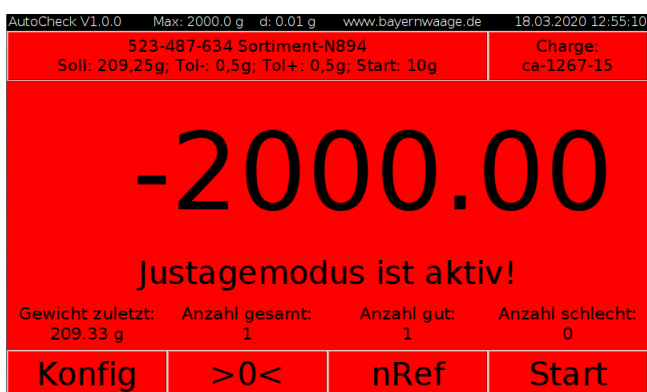 AutoCheck V1.0.0 Max: 2000.0 g d: 0.01 g www.bayernwaage.de 18.03.2020 12:55:10
523-487-634 Sortiment-N894
Soll: 209,25g; Tol-: 0,5g; Tol+: 0,5g; Start: 10g
Charge:
ca-1267-15
-2000.00
Justagemodus ist aktiv!
Gewicht zuletzt: Anzahl gesamt: Anzahl gut: Anzahl schlecht:
209.33 g 1 1 0
Konfig >0< nRef Start